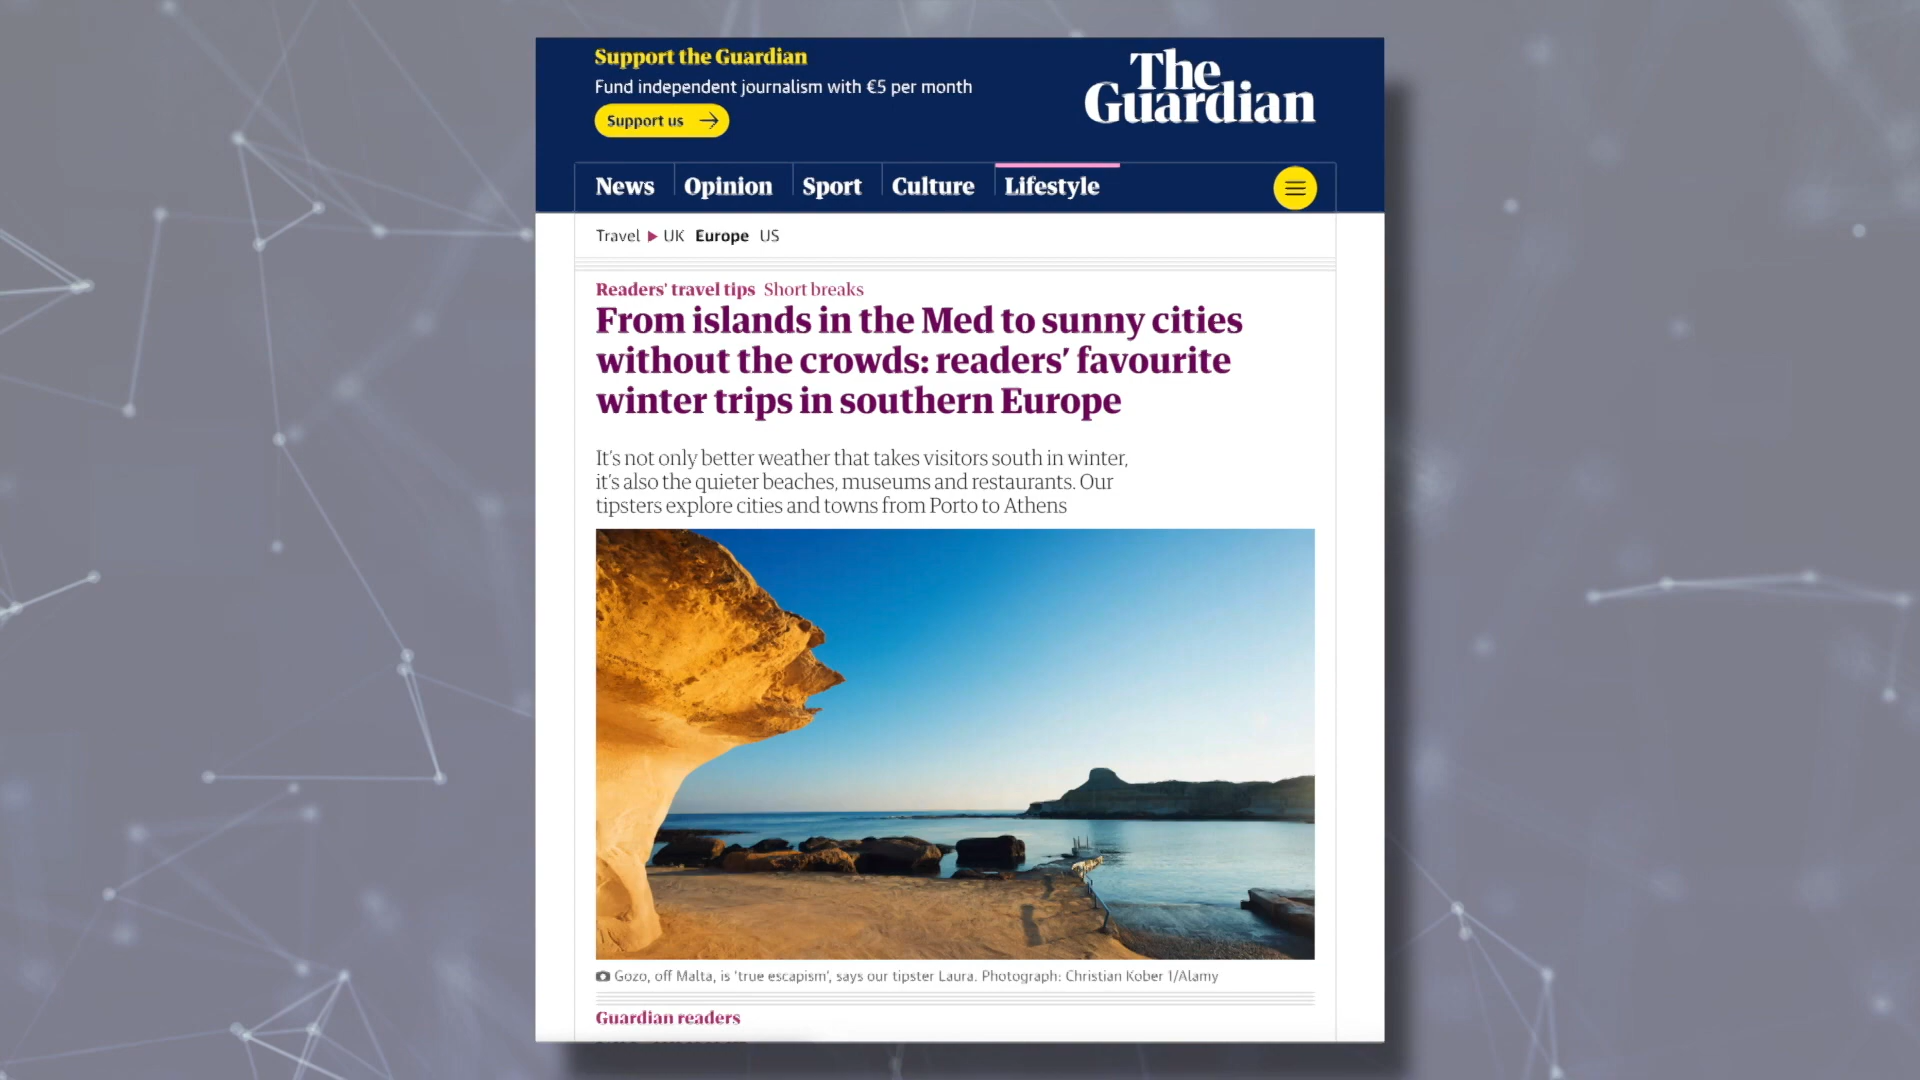 Support the Guardian
Fund independent journalism with €5 per month
Support us
The
Guardian
News Opinion Sport Culture Lifestyle
Travel UK Europe US
Readers' travel tips Short breaks
From islands in the Med to sunny cities
without the crowds: readers’ favourite
winter trips in southern Europe
It’s not only better weather that takes visitors south in winter,
it’s also the quieter beaches, museums and restaurants. Our
tipsters explore cities and towns from Porto to Athens
Gozo, off Malta, is ‘true escapism’, says our tipster Laura. Photograph: Christian Kober 1/Alamy
Guardian readers